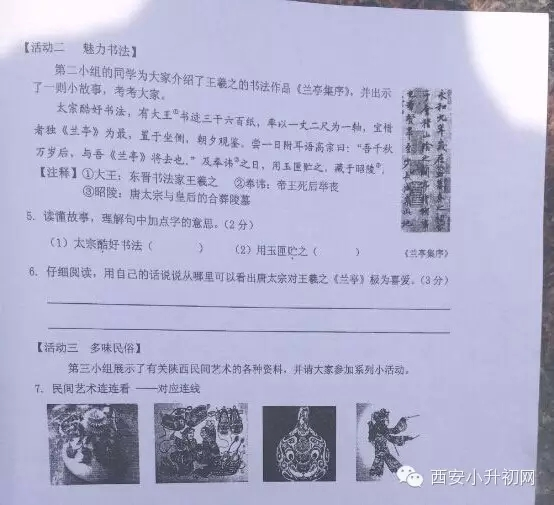 【活动二 魅力书法】
第二小组的同学为大家介绍了王羲之的书法作品《兰亭集序》，并出示
了一则小故事，考考大家。
太宗酷好书法，有大王①书迹三千六百纸，率以一丈二尺为一轴，宝惜
者独《兰亭》为最，置于坐侧，朝夕观鉴。尝一日附耳语高宗曰：“吾千秋
万岁后，与吾《兰亭》将去也。”及奉讳②之日，用玉匣贮之，藏于昭陵③。
【注释】①大王：东晋书法家王羲之 ②奉讳：帝王死后举丧
③昭陵：唐太宗与皇后的合葬陵墓
5. 读懂故事，理解句中加点字的意思。(2分)
(1) 太宗酷好书法（ ） (2) 用玉匣贮之（ ）
《兰亭集序》
6. 仔细阅读，用自己的话说说从哪里可以看出唐太宗对王羲之《兰亭》极为喜爱。(3分)
【活动三 多味民俗】
第三小组展示了有关陕西民间艺术的各种资料，并请大家参加系列小活动。
7. 民间艺术连连看 ——对应连线
西安小升初网